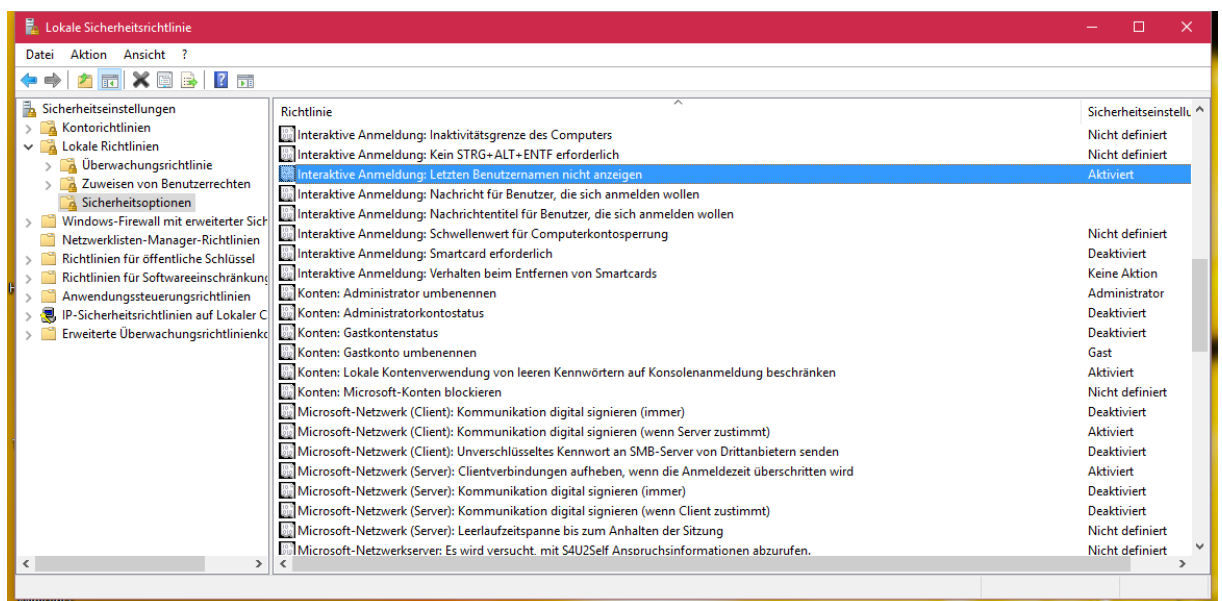 Lokale Sicherheitsrichtlinie
Datei Aktion Ansicht ?
Sicherheitseinstellungen
Kontorichtlinien
Lokale Richtlinien
Überwachungsrichtlinie
Zuweisen von Benutzerrechten
Sicherheitsoptionen
Windows-Firewall mit erweiterter Sich
Netzwerklisten-Manager-Richtlinien
Richtlinien für öffentliche Schlüssel
Richtlinien für Softwareeinschränkung
Anwendungssteuerungsrichtlinien
IP-Sicherheitsrichtlinien auf Lokaler C
Erweiterte Überwachungsrichtlinienko
Richtlinie Sicherheitseinstellu
Interaktive Anmeldung: Inaktivitätsgrenze des Computers Nicht definiert
Interaktive Anmeldung: Kein STRG+ALT+ENTF erforderlich Nicht definiert
Interaktive Anmeldung: Letzten Benutzernamen nicht anzeigen Aktiviert
Interaktive Anmeldung: Nachricht für Benutzer, die sich anmelden wollen
Interaktive Anmeldung: Nachrichtentitel für Benutzer, die sich anmelden wollen
Interaktive Anmeldung: Schwellenwert für Computerkontosperrung Nicht definiert
Interaktive Anmeldung: Smartcard erforderlich Deaktiviert
Interaktive Anmeldung: Verhalten beim Entfernen von Smartcards Keine Aktion
Konten: Administrator umbenennen Administrator
Konten: Administratorkontostatus Deaktiviert
Konten: Gastkontenstatus Deaktiviert
Konten: Gastkonto umbenennen Gast
Konten: Lokale Kontenverwendung von leeren Kennwörtern auf Konsolenanmeldung beschränken Aktiviert
Konten: Microsoft-Konten blockieren Nicht definiert
Microsoft-Netzwerk (Client): Kommunikation digital signieren (immer) Deaktiviert
Microsoft-Netzwerk (Client): Kommunikation digital signieren (wenn Server zustimmt) Aktiviert
Microsoft-Netzwerk (Client): Unverschlüsseltes Kennwort an SMB-Server von Drittanbietern senden Deaktiviert
Microsoft-Netzwerk (Server): Clientverbindungen aufheben, wenn die Anmeldezeit überschritten wird Aktiviert
Microsoft-Netzwerk (Server): Kommunikation digital signieren (immer) Deaktiviert
Microsoft-Netzwerk (Server): Kommunikation digital signieren (wenn Client zustimmt) Deaktiviert
Microsoft-Netzwerk (Server): Leerlaufzeitspanne bis zum Anhalten der Sitzung Nicht definiert
Microsoft-Netzwerkserver: Es wird versucht, mit S4U2Self Anspruchsinformationen abzurufen. Nicht definiert